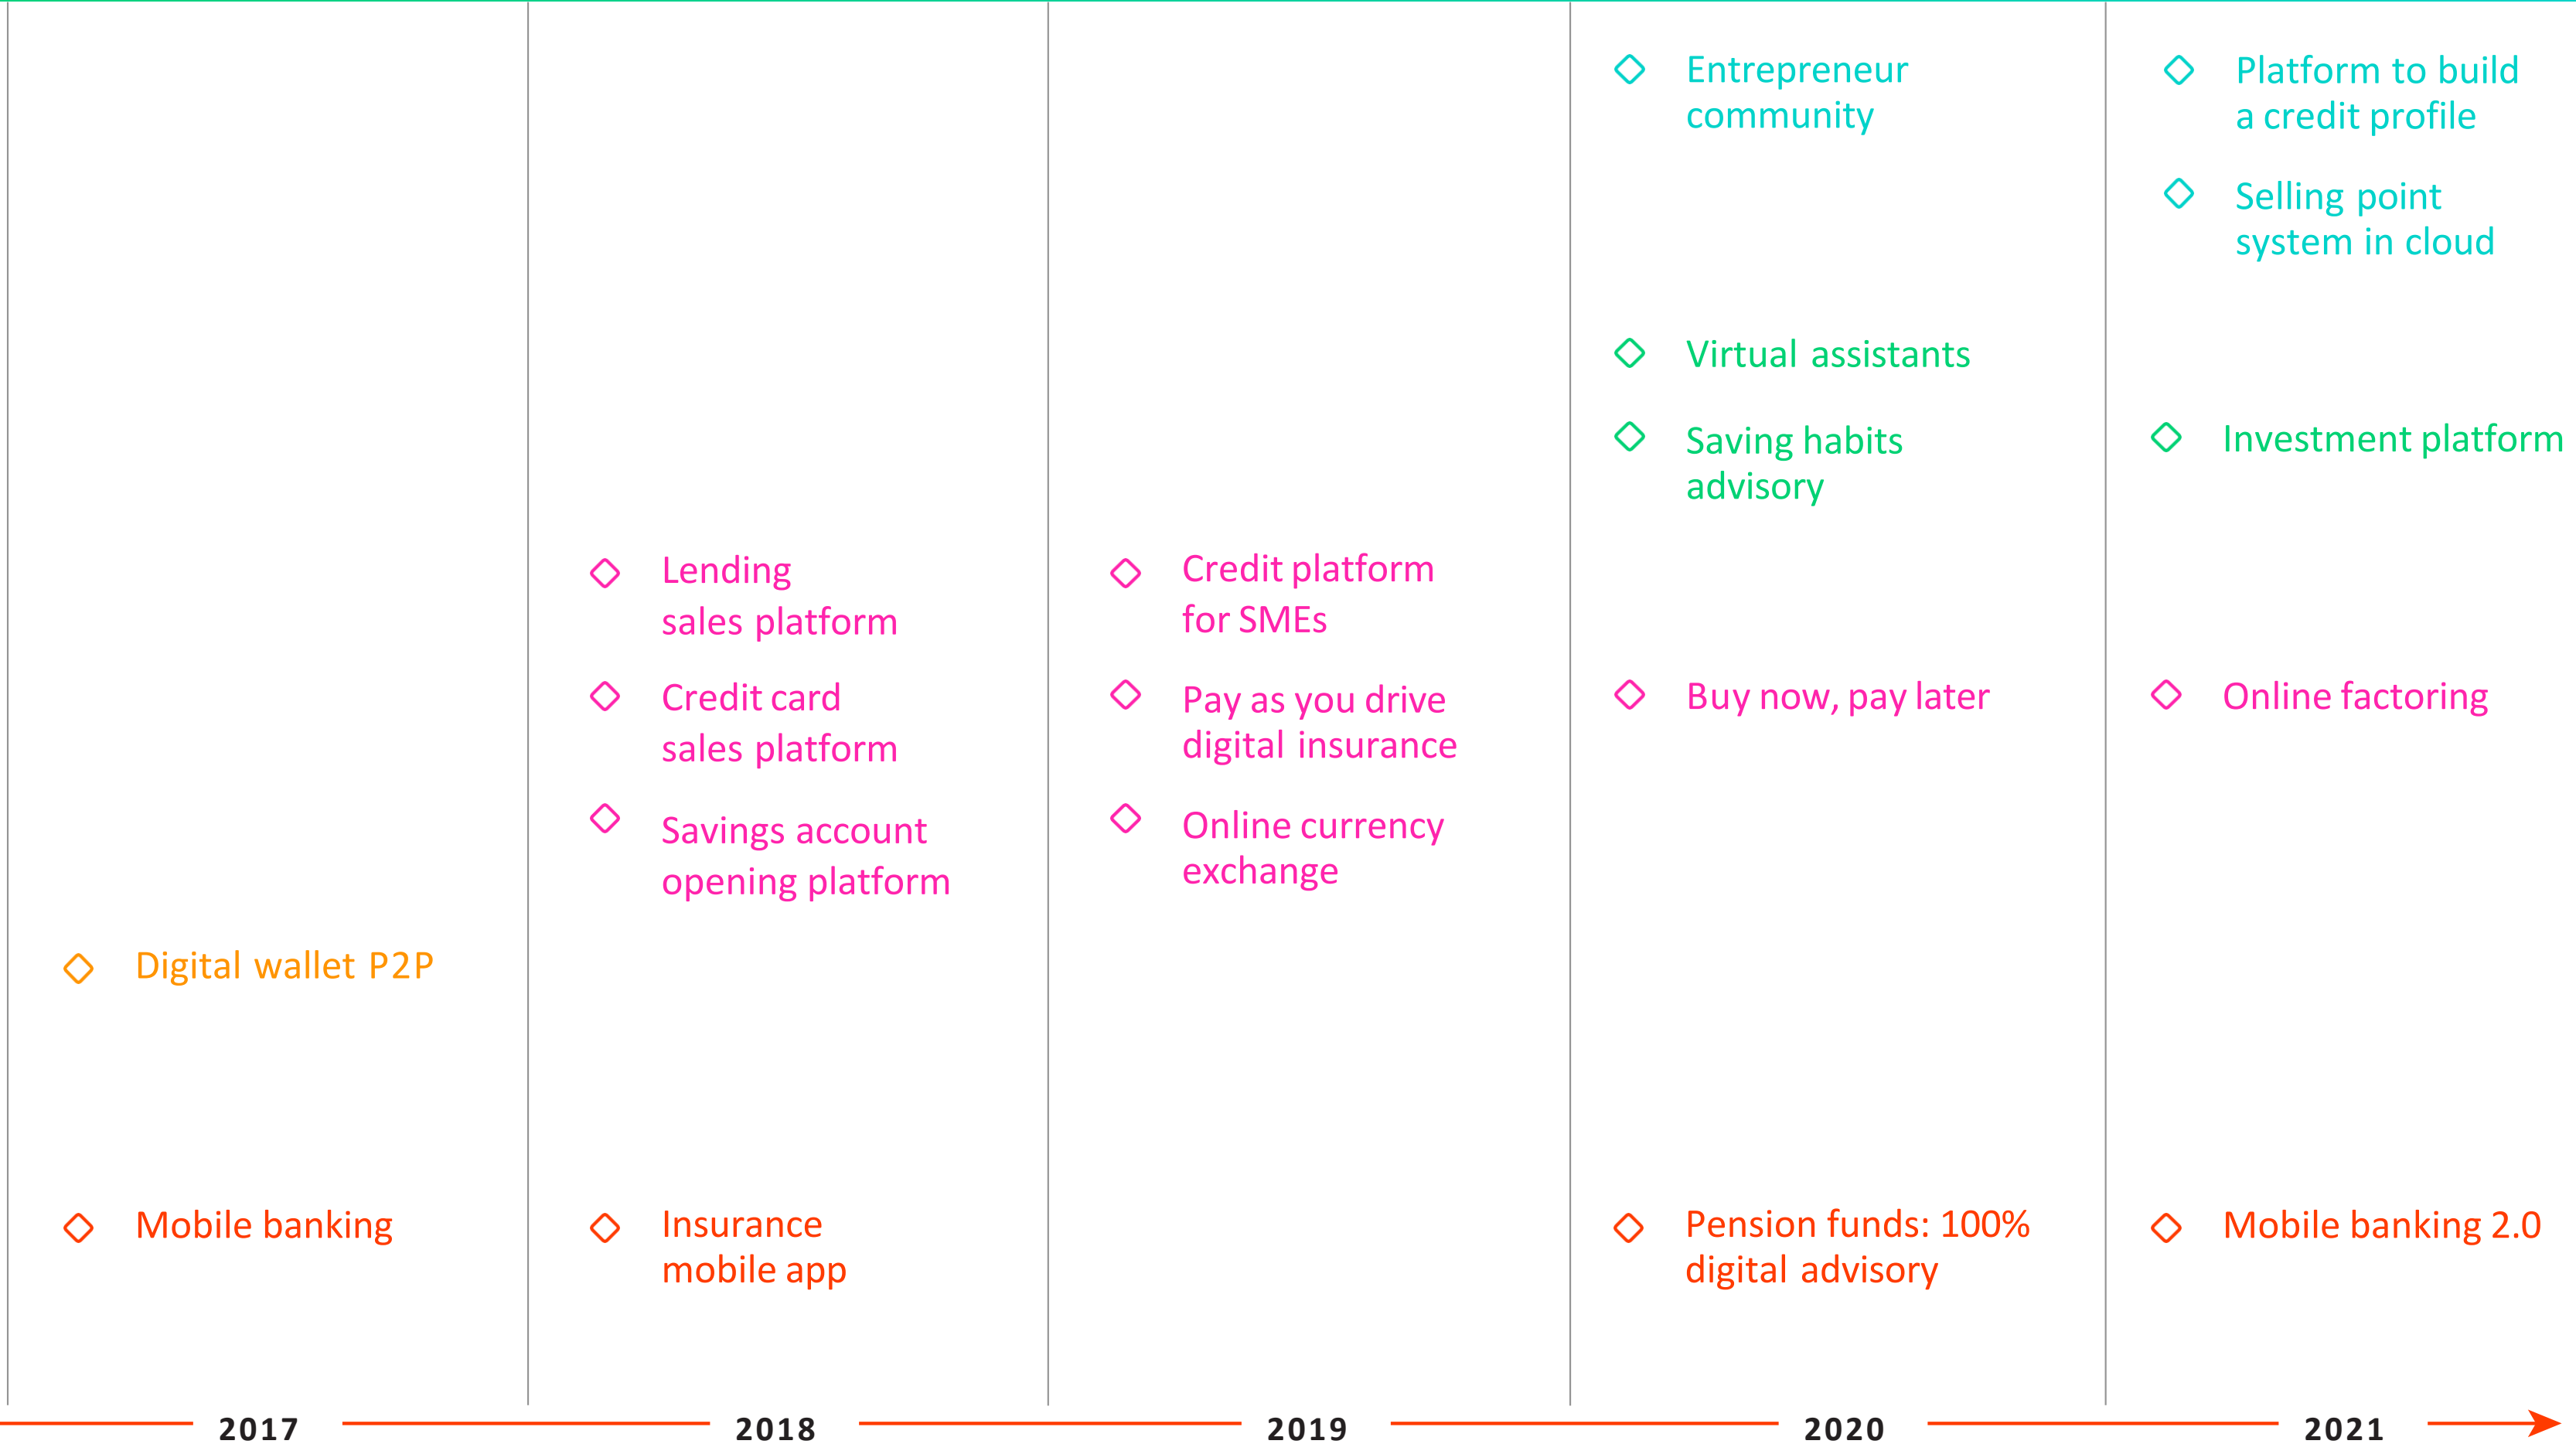 Entrepreneur
community
Platform to build
a credit profile
Selling point
system in cloud
Virtual assistants
Saving habits
advisory
Investment platform
Lending
sales platform
Credit card
sales platform
Savings account
opening platform
Credit platform
for SMEs
Pay as you drive
digital insurance
Online currency
exchange
Buy now, pay later
Online factoring
Digital wallet P2P
Mobile banking
Insurance
mobile app
Pension funds: 100%
digital advisory
Mobile banking 2.0
2017
2018
2019
2020
2021